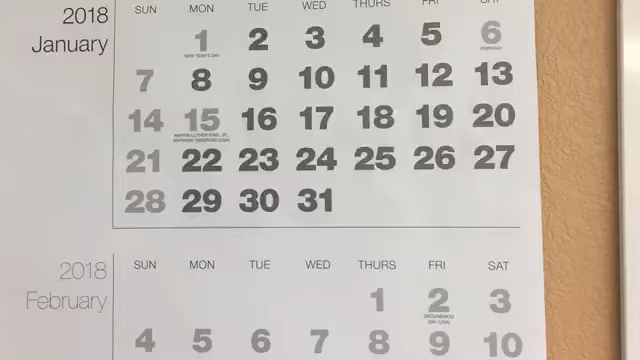 2018
January
SUN MON TUE WED THURS FRI SAT
1 2 3 4 5 6
NEW YEAR'S DAY EPIPHANY
7 8 9 10 11 12 13
14 15 16 17 18 19 20
MARTIN LUTHER KING, JR.,
BIRTHDAY OBSERVED (USA)
21 22 23 24 25 26 27
28 29 30 31
2018
February
SUN MON TUE WED THURS FRI SAT
1 2 3
GROUNDHOG
DAY (USA)
4 5 6 7 8 9 10